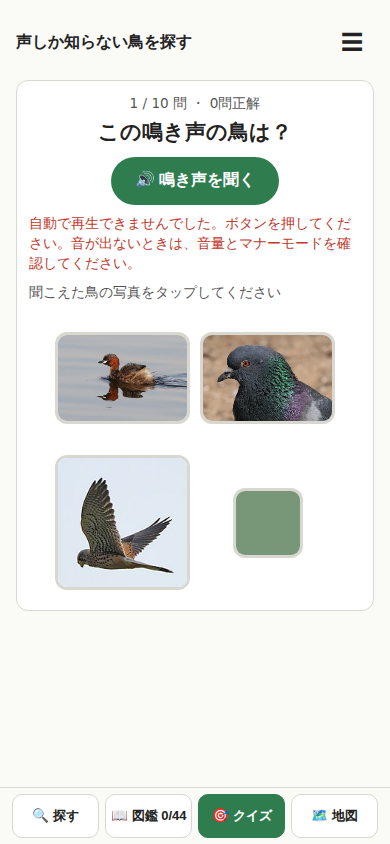 声しか知らない鳥を探す
☰
1 / 10 問 ・ 0問正解
この鳴き声の鳥は？
🔊 鳴き声を聞く
自動で再生できませんでした。ボタンを押してくだ
さい。音が出ないときは、音量とマナーモードを確
認してください。
聞こえた鳥の写真をタップしてください
🔍 探す
📖 図鑑 0/44
🎯 クイズ
🗺️ 地図